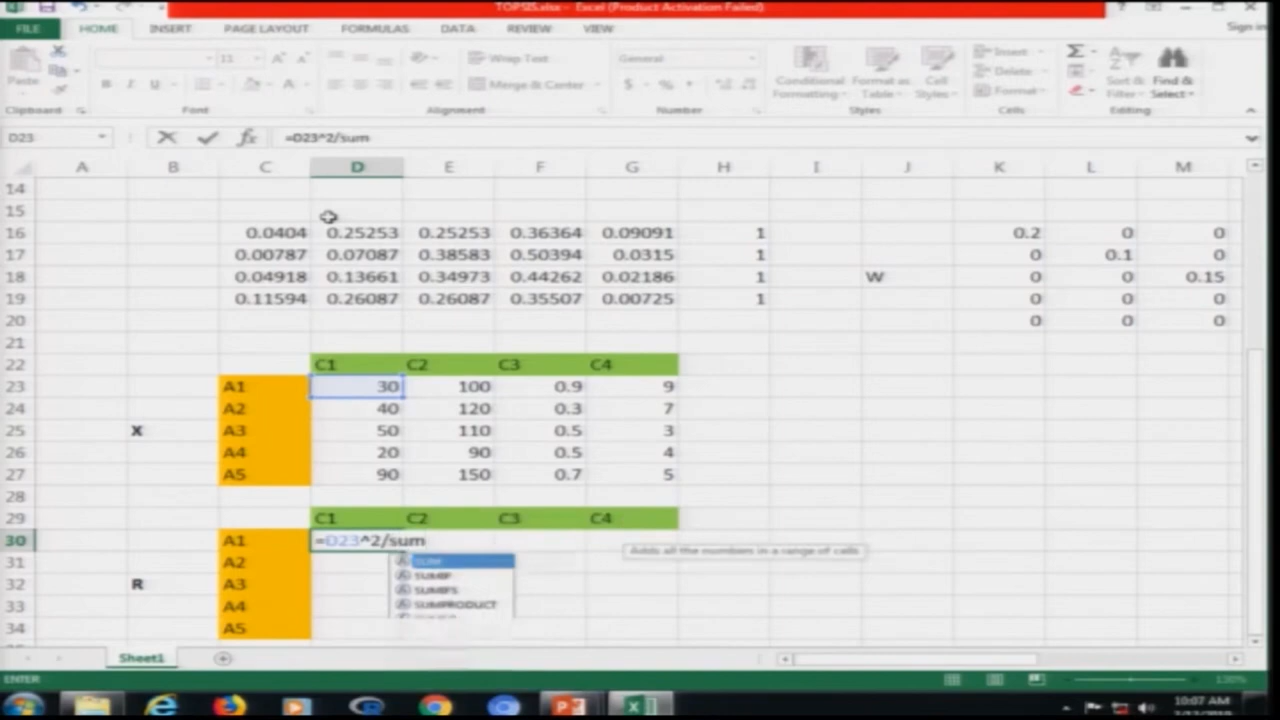 TOPSIS.xlsx - Excel (Product Activation Failed)
FILE HOME INSERT PAGE LAYOUT FORMULAS DATA REVIEW VIEW Sign in
Paste 11 Wrap Text General Conditional Format as Cell Insert Σ Sort & Find &
Merge & Center $ % Formatting Table Styles Delete Filter Select
Format
Clipboard Font Alignment Number Styles Cells Editing
D23 fx =D23^2/sum
A B C D E F G H I J K L M
14
15
16 0.0404 0.25253 0.25253 0.36364 0.09091 1 0.2 0 0
17 0.00787 0.07087 0.38583 0.50394 0.0315 1 0 0.1 0
18 0.04918 0.13661 0.34973 0.44262 0.02186 1 W 0 0 0.15
19 0.11594 0.26087 0.26087 0.35507 0.00725 1 0 0 0
20 0 0 0
21
22 C1 C2 C3 C4
23 A1 30 100 0.9 9
24 A2 40 120 0.3 7
25 X A3 50 110 0.5 3
26 A4 20 90 0.5 4
27 A5 90 150 0.7 5
28
29 C1 C2 C3 C4
30 A1 =D23^2/sum Adds all the numbers in a range of cells
31 A2 SUM
SUMIF
32 R A3 SUMIFS
33 A4 SUMPRODUCT
34 A5
Sheet1
ENTER 130%
10:07 AM